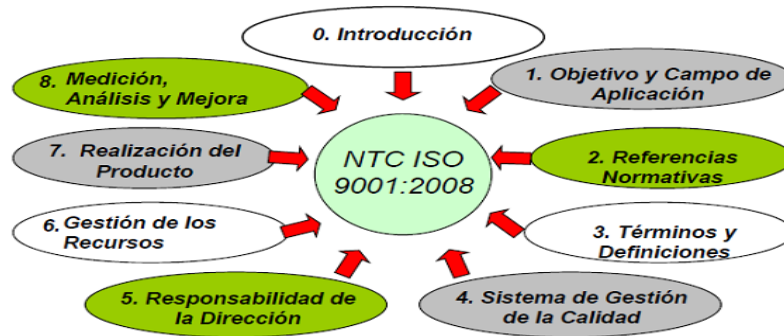 0. Introducción
1. Objetivo y Campo de
Aplicación
2. Referencias
Normativas
3. Términos y
Definiciones
4. Sistema de Gestión
de la Calidad
5. Responsabilidad de
la Dirección
6. Gestión de los
Recursos
7. Realización del
Producto
8. Medición,
Análisis y Mejora
NTC ISO
9001:2008